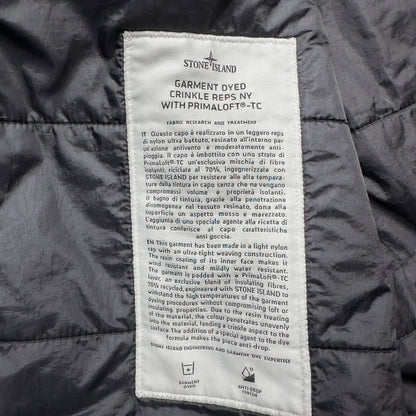 STONE ISLAND
GARMENT DYED
CRINKLE REPS NY
WITH PRIMALOFT®-TC
FABRIC RESEARCH AND TREATMENT
IT Questo capo è realizzato in un leggero reps
di nylon ultra battuto, resinato all'interno per
un'azione antivento e moderatamente anti-
pioggia. Il capo è imbottito con uno strato di
PrimaLoft®-TC un'esclusiva mischia di fibre
isolanti, riciclate al 70%, ingegnerizzate con
STONE ISLAND per resistere alle alte tempera-
ture della tintura in capo senza che ne vengano
compromessi volume e proprietà isolanti.
Il bagno di tintura, grazie alla penetrazione
disomogenea nel tessuto resinato, dona alla
superficie un aspetto mosso e marezzato.
L'aggiunta di uno speciale agente alla ricetta di
tintura conferisce al capo caratteristiche
anti goccia.
EN This garment has been made in a light nylon
rep with an ultra-tight weaving construction.
The resin coating of its inner face makes it
wind resistant and mildly water resistant.
The garment is padded with a PrimaLoft®-TC
layer, an exclusive blend of insulating fibres,
70% recycled, engineered with STONE ISLAND to
withstand the high temperatures of the garment
dyeing procedures without compromising loft or
insulating properties. Due to the resin treating
of the material, the colour penetrates unevenly
into the material, lending a crinkle aspect to the
surface. The addition of a special agent to the dye
formula makes the piece anti-drop.
STONE ISLAND ENGINEERING AND GARMENT DYE EXPERTISE
GARMENT
DYED
ANTI DROP
FINISH